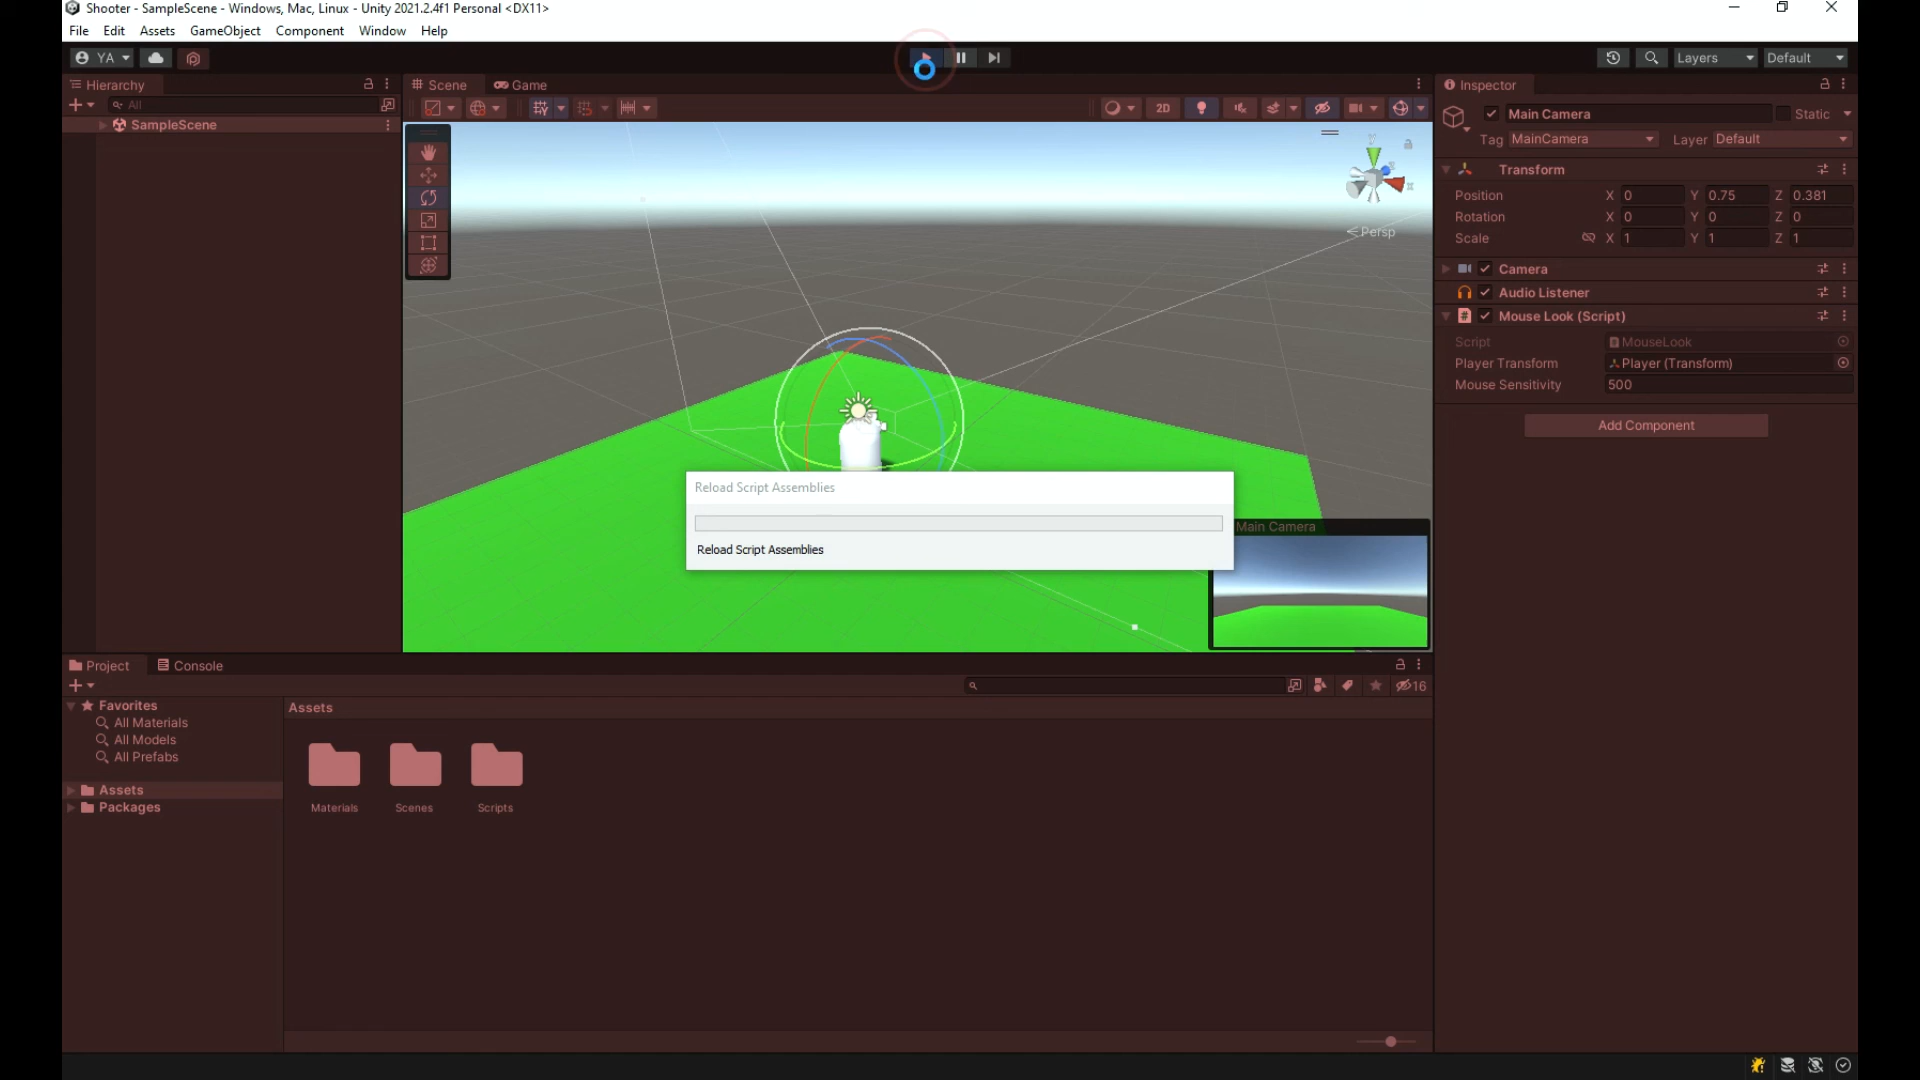 Shooter - SampleScene - Windows, Mac, Linux - Unity 2021.2.4f1 Personal <DX11>
File Edit Assets GameObject Component Window Help
YA
Layers Default
Hierarchy
All
SampleScene
Scene Game
2D
y
x
z
Persp
Main Camera
Reload Script Assemblies
Reload Script Assemblies
Inspector
Main Camera Static
Tag MainCamera Layer Default
Transform
Position X 0 Y 0.75 Z 0.381
Rotation X 0 Y 0 Z 0
Scale X 1 Y 1 Z 1
Camera
Audio Listener
Mouse Look (Script)
Script MouseLook
Player Transform Player (Transform)
Mouse Sensitivity 500
Add Component
Project Console
16
Favorites
All Materials
All Models
All Prefabs
Assets
Packages
Assets
Materials Scenes Scripts